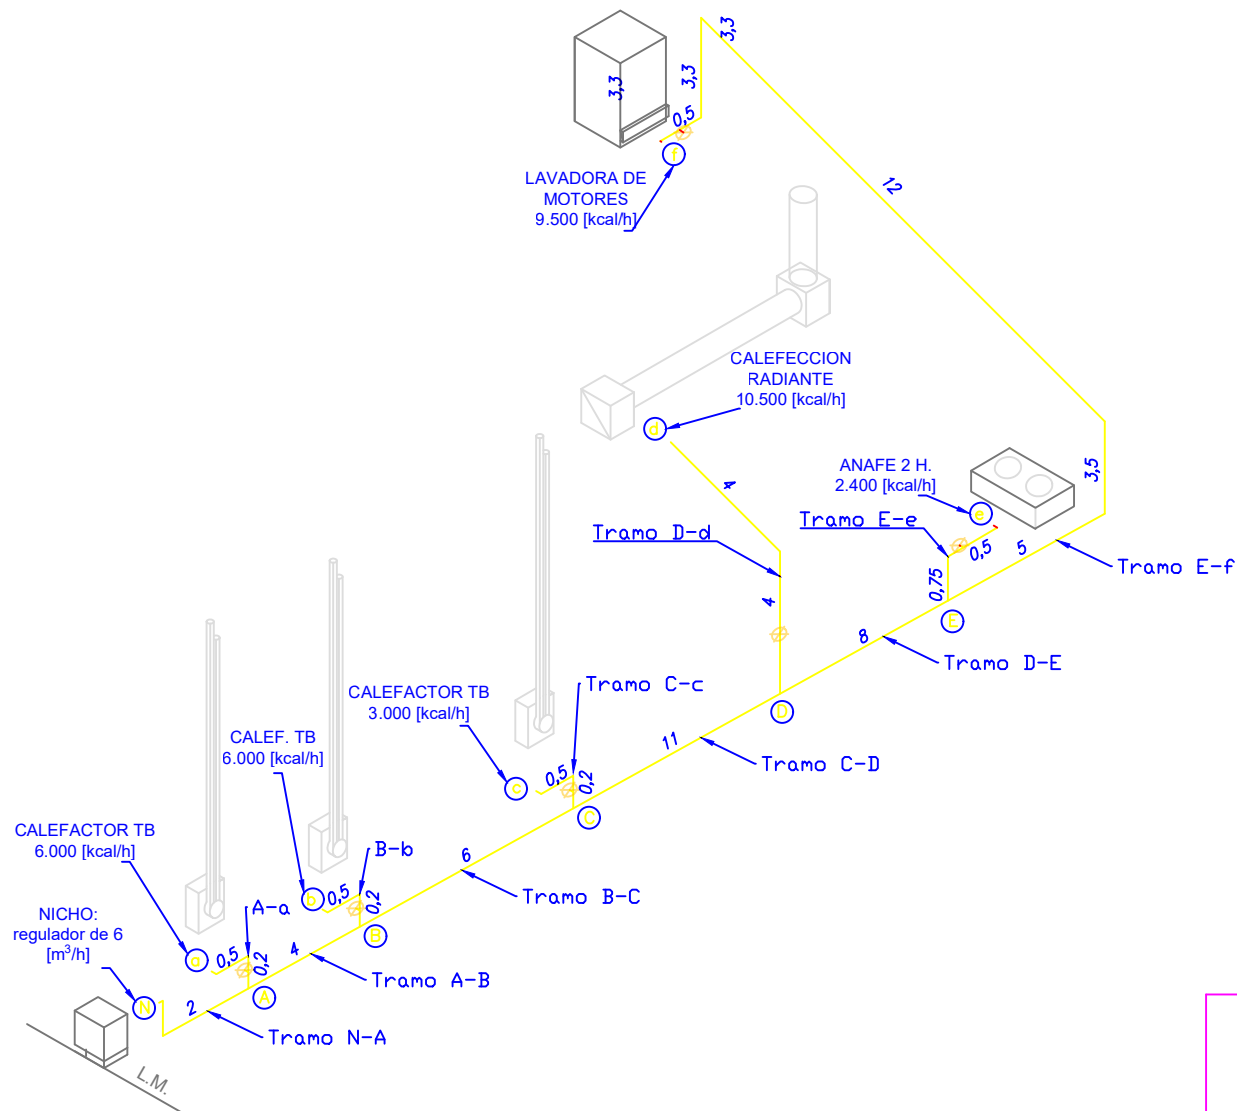 3,3
3,3
3,3
0,5
f
LAVADORA DE
MOTORES
9.500 [kcal/h]
12
CALEFECCION
RADIANTE
10.500 [kcal/h]
d
4
Tramo D-d
4
ANAFE 2 H.
2.400 [kcal/h]
e
Tramo E-e
0,5
0,75
5
3,5
Tramo E-f
E
8
Tramo D-E
D
CALEFACTOR TB
3.000 [kcal/h]
Tramo C-c
c
0,5
0,2
C
11
Tramo C-D
CALEF. TB
6.000 [kcal/h]
B-b
b
0,5
0,2
B
6
Tramo B-C
CALEFACTOR TB
6.000 [kcal/h]
A-a
a
0,5
0,2
A
4
Tramo A-B
NICHO:
regulador de 6
[m³/h]
N
2
Tramo N-A
L.M.